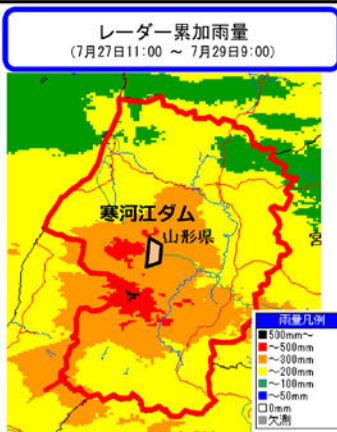 レーダー累加雨量
(7月27日11:00 ～ 7月29日9:00)
寒河江ダム
山形県
雨量凡例
500mm～
～500mm
～300mm
～200mm
～100mm
～50mm
0mm
欠測